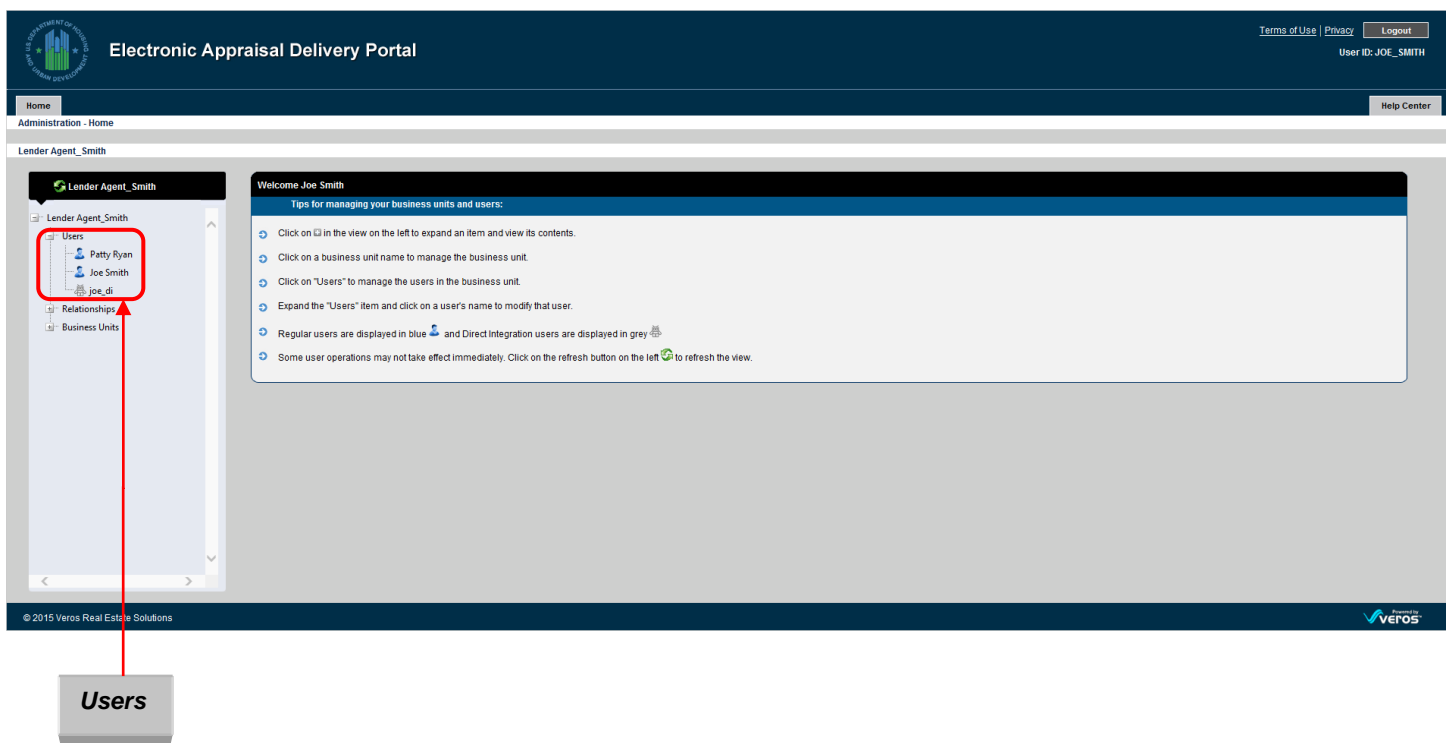 U.S. DEPARTMENT OF HOUSING AND URBAN DEVELOPMENT
Electronic Appraisal Delivery Portal
Terms of Use | Privacy Logout
User ID: JOE_SMITH
Home Help Center
Administration - Home
Lender Agent_Smith
Lender Agent_Smith
Lender Agent_Smith
Users
Patty Ryan
Joe Smith
joe_di
Relationships
Business Units
Welcome Joe Smith
Tips for managing your business units and users:
Click on in the view on the left to expand an item and view its contents.
Click on a business unit name to manage the business unit.
Click on "Users" to manage the users in the business unit.
Expand the "Users" item and click on a user's name to modify that user.
Regular users are displayed in blue and Direct Integration users are displayed in grey
Some user operations may not take effect immediately. Click on the refresh button on the left to refresh the view.
© 2015 Veros Real Estate Solutions
Powered by
veros
Users